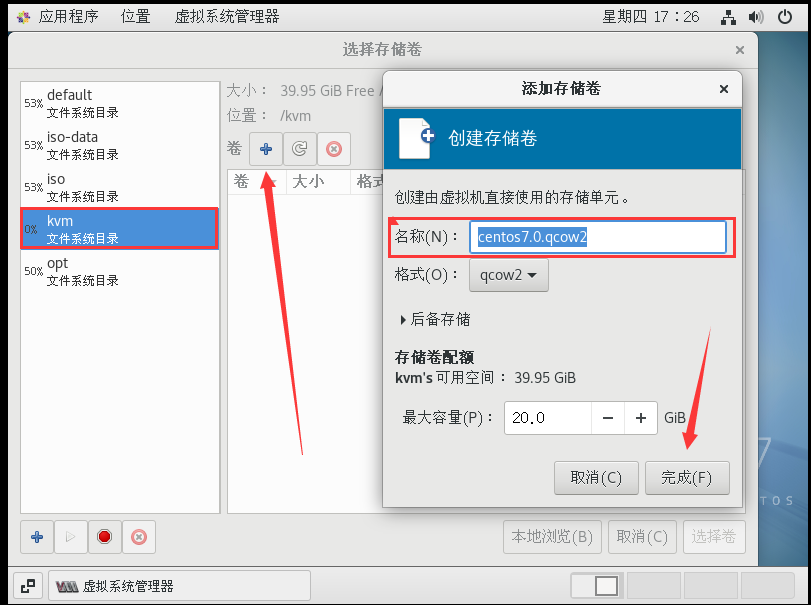 应用程序 位置 虚拟系统管理器 星期四 17：26
选择存储卷
53% default
文件系统目录
53% iso-data
文件系统目录
53% iso
文件系统目录
0% kvm
文件系统目录
50% opt
文件系统目录
大小： 39.95 GiB Free /
位置： /kvm
卷
卷 大小 格式
添加存储卷
创建存储卷
创建由虚拟机直接使用的存储单元。
名称(N)： centos7.0.qcow2
格式(O)： qcow2
后备存储
存储卷配额
kvm's 可用空间： 39.95 GiB
最大容量(P)： 20.0 − + GiB
取消(C) 完成(F)
7
TOS
本地浏览(B) 取消(C) 选择卷
虚拟系统管理器